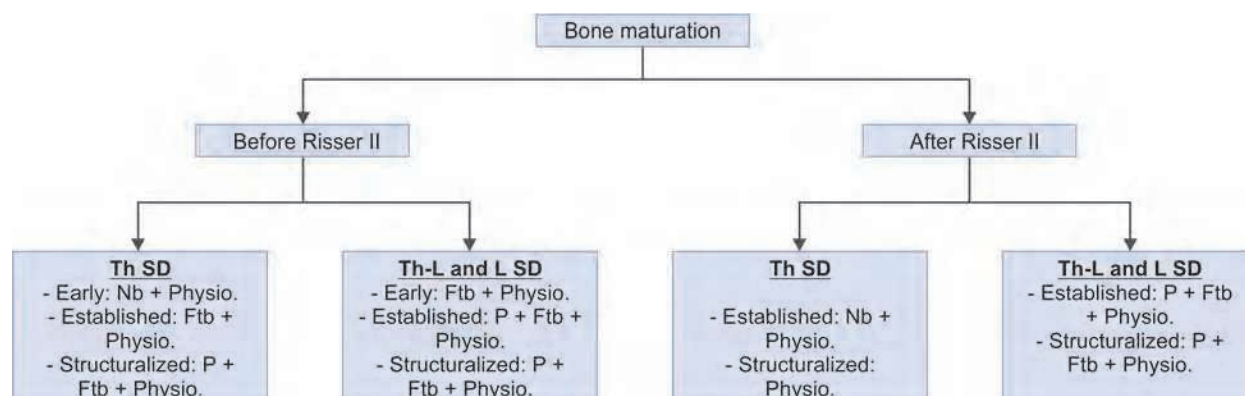 Bone maturation
Before Risser II
After Risser II
Th SD
- Early: Nb + Physio.
- Established: Ftb +
Physio.
- Structuralized: P +
Ftb + Physio.
Th-L and L SD
- Early: Ftb + Physio.
- Established: P + Ftb +
Physio.
- Structuralized: P +
Ftb + Physio.
Th SD
- Established: Nb +
Physio.
- Structuralized:
Physio.
Th-L and L SD
- Established: P + Ftb
+ Physio.
- Structuralized: P +
Ftb + Physio.